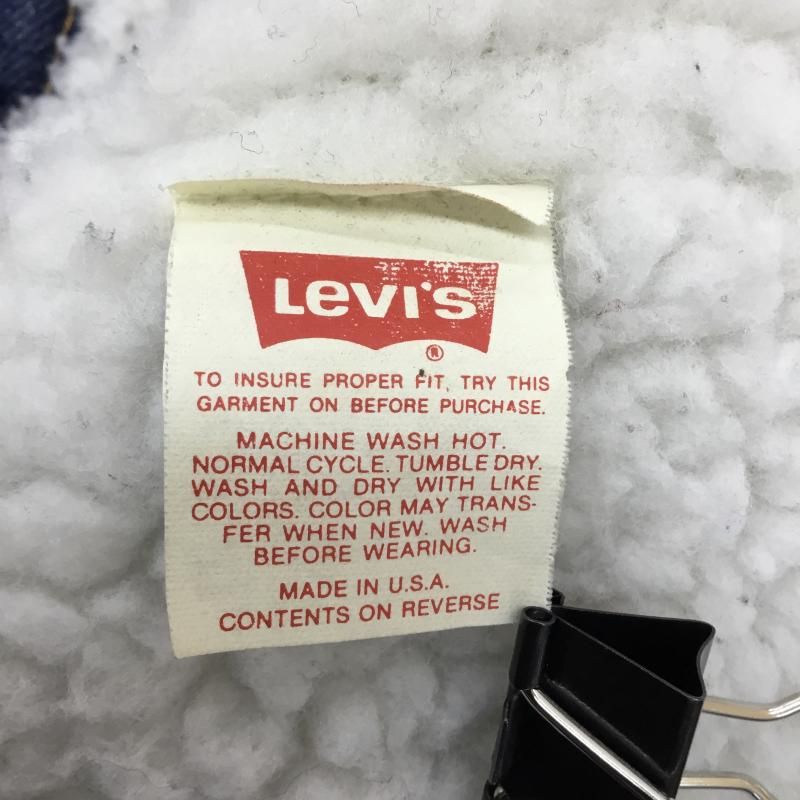 Levi's
®
TO INSURE PROPER FIT, TRY THIS
GARMENT ON BEFORE PURCHASE.
MACHINE WASH HOT.
NORMAL CYCLE. TUMBLE DRY.
WASH AND DRY WITH LIKE
COLORS. COLOR MAY TRANS-
FER WHEN NEW. WASH
BEFORE WEARING.
MADE IN U.S.A.
CONTENTS ON REVERSE